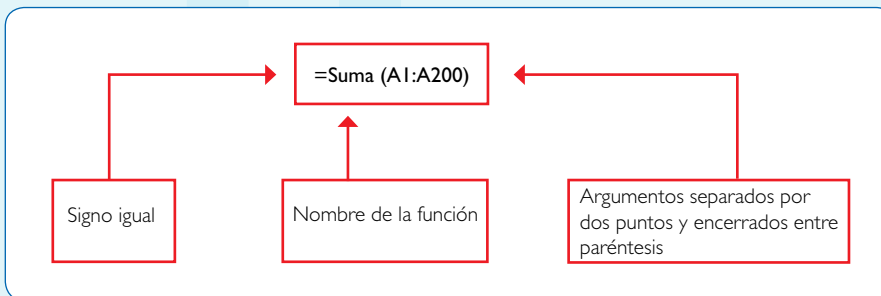 =Suma (A1:A200)
Signo igual
Nombre de la función
Argumentos separados por
dos puntos y encerrados entre
paréntesis